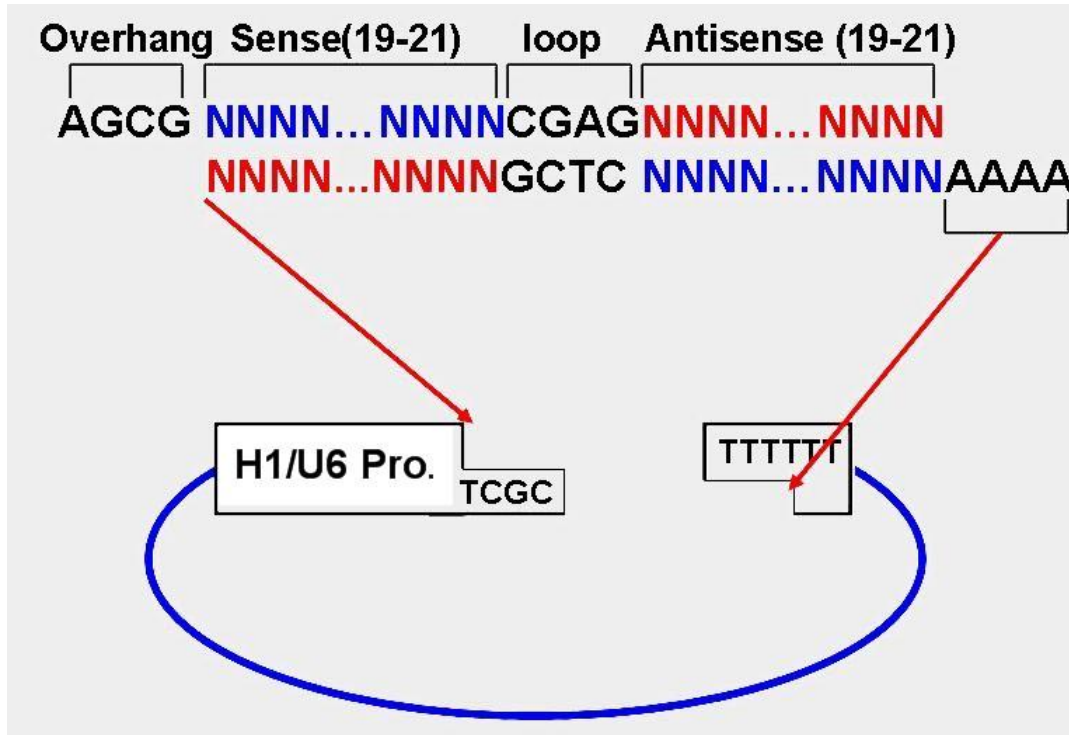 Overhang Sense(19-21) loop Antisense (19-21)
AGCG NNNN...NNNNCGAGNNNN...NNNN
NNNN...NNNNGCTC NNNN...NNNNAAAA
H1/U6 Pro. TTTTTT
TCGC